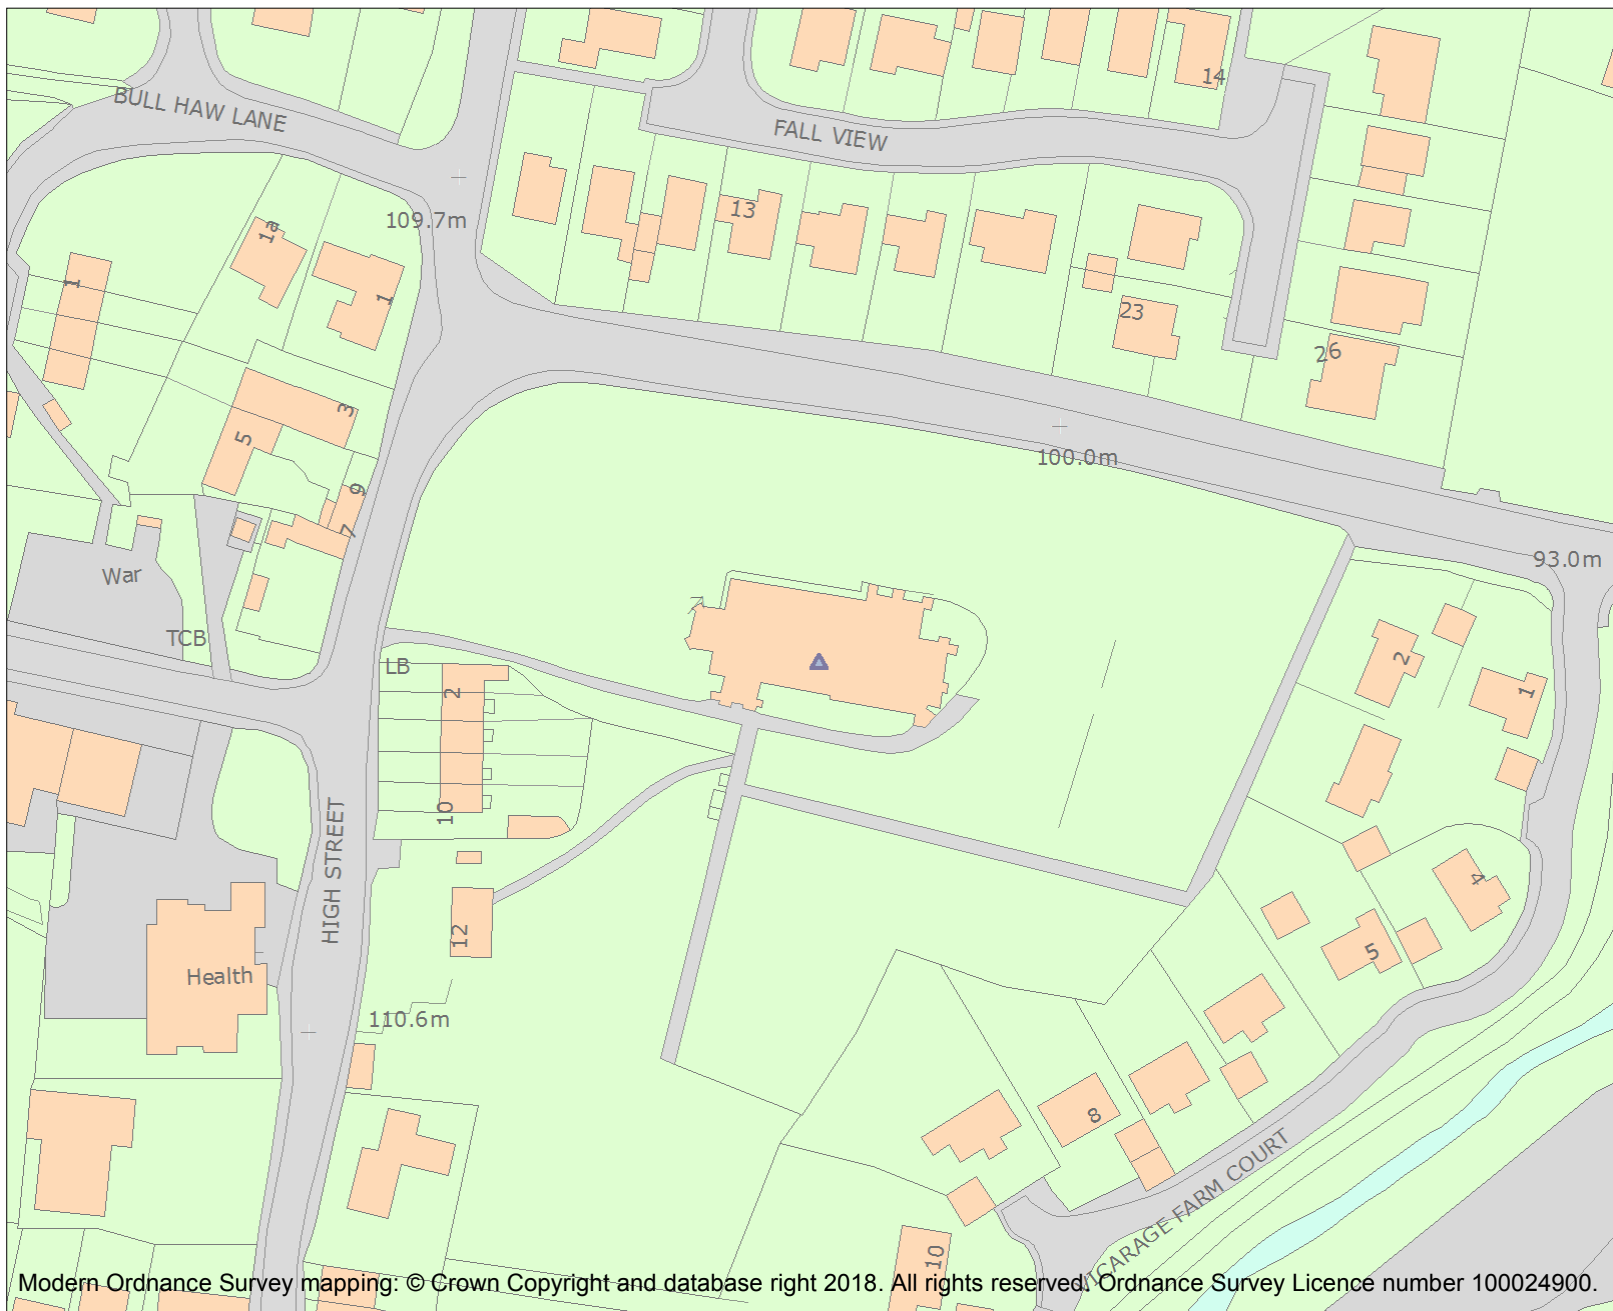 14
BULL HAW LANE
FALL VIEW
13
109.7m
1a
1
1
23
26
3
5
100.0m
9
7
93.0m
War
TCB
LB
2
2
1
10
HIGH STREET
4
12
5
Health
110.6m
8
VICARAGE FARM COURT
10
Modern Ordnance Survey mapping: © Crown Copyright and database right 2018. All rights reserved. Ordnance Survey Licence number 100024900.